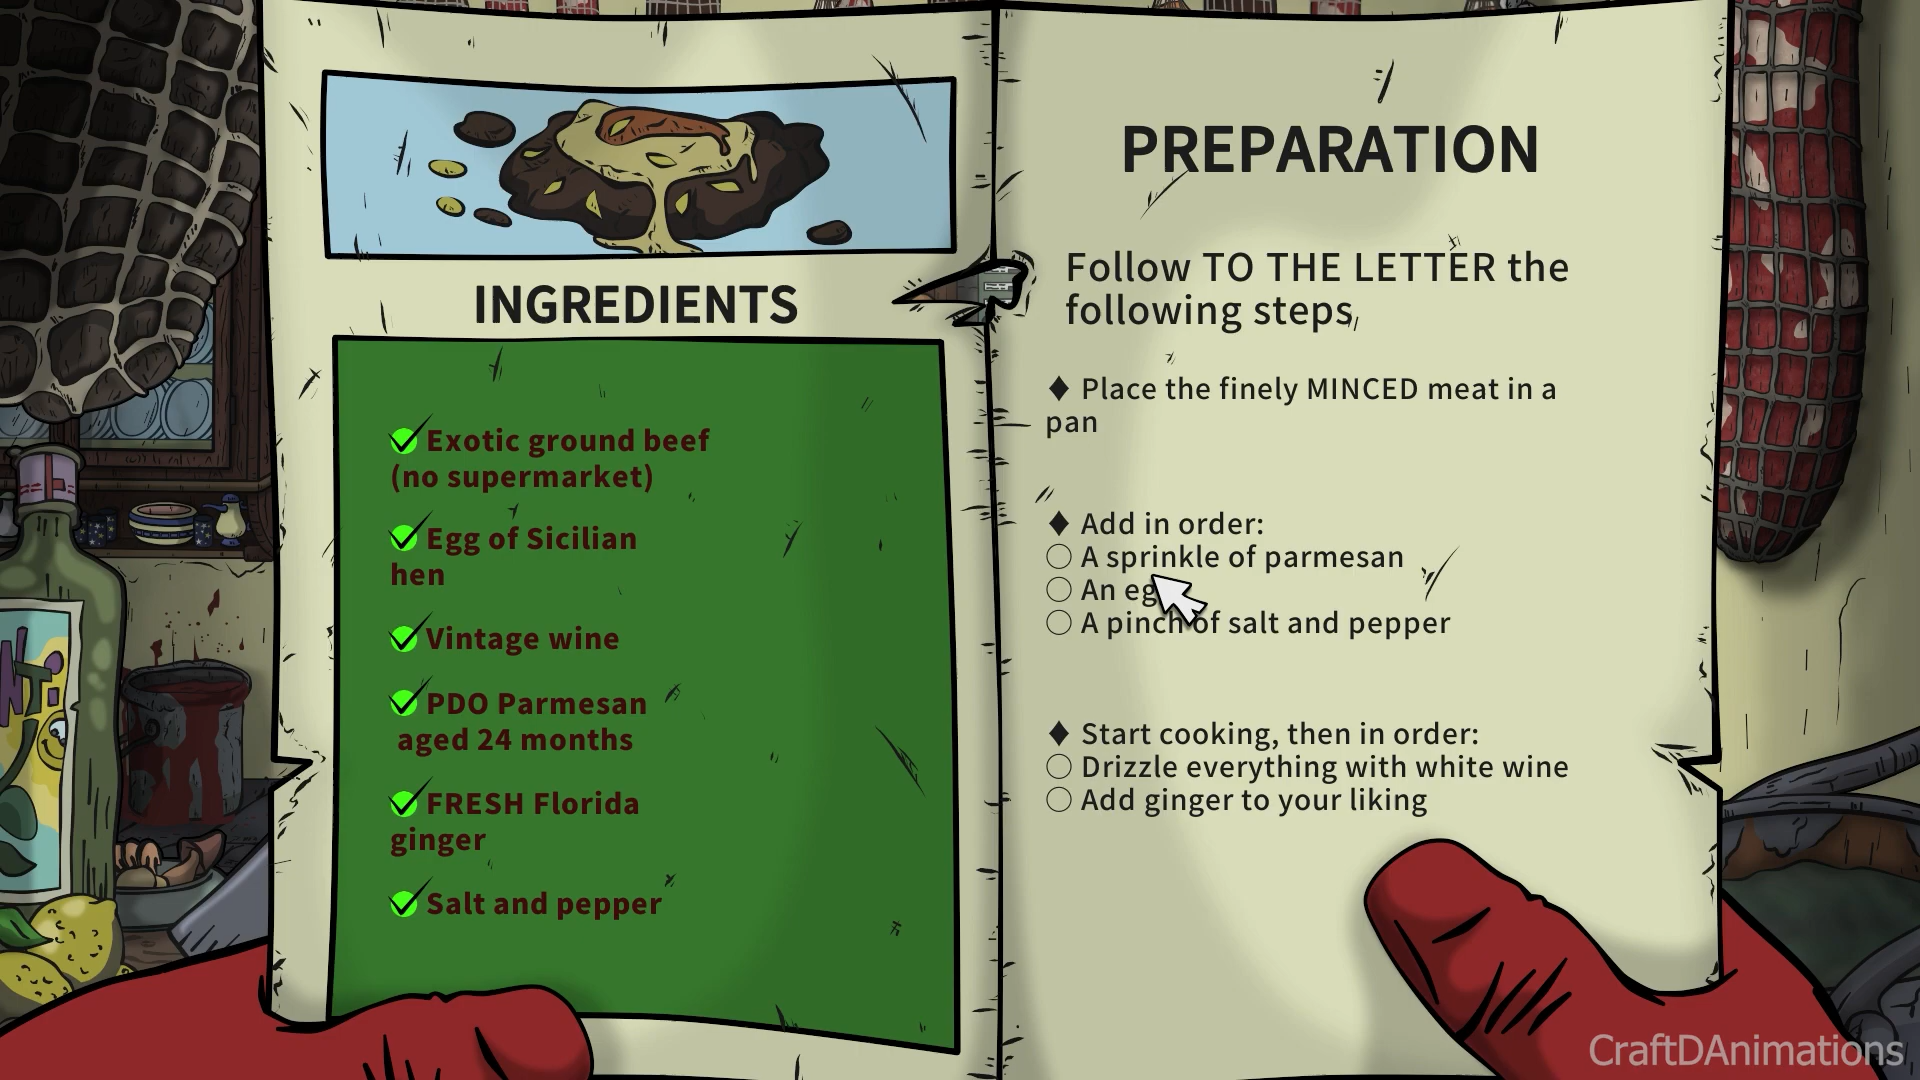 INGREDIENTS
Exotic ground beef
(no supermarket)
Egg of Sicilian
hen
Vintage wine
PDO Parmesan
aged 24 months
FRESH Florida
ginger
Salt and pepper
PREPARATION
Follow TO THE LETTER the
following steps
♦ Place the finely MINCED meat in a
pan
♦ Add in order:
○ A sprinkle of parmesan
○ An eg
○ A pinch of salt and pepper
♦ Start cooking, then in order:
○ Drizzle everything with white wine
○ Add ginger to your liking
CraftDAnimations